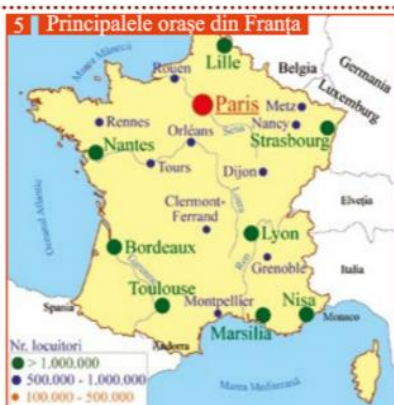 5 Principalele orașe din Franța
Marea Mânecii
Lille
Belgia
Germania
Rouen
Luxemburg
Paris
Metz
Sena
Nancy
Rennes
Orléans
Strasbourg
Nantes
Tours
Dijon
Loara
Oceanul Atlantic
Elveția
Clermont-
Ferrand
Lyon
Bordeaux
Ron
Grenoble
Italia
Garonna
Toulouse
Montpellier
Nisa
Spania
Monaco
Marsilia
Andorra
Nr. locuitori
> 1.000.000
500.000 - 1.000.000
100.000 - 500.000
Marea Mediterană